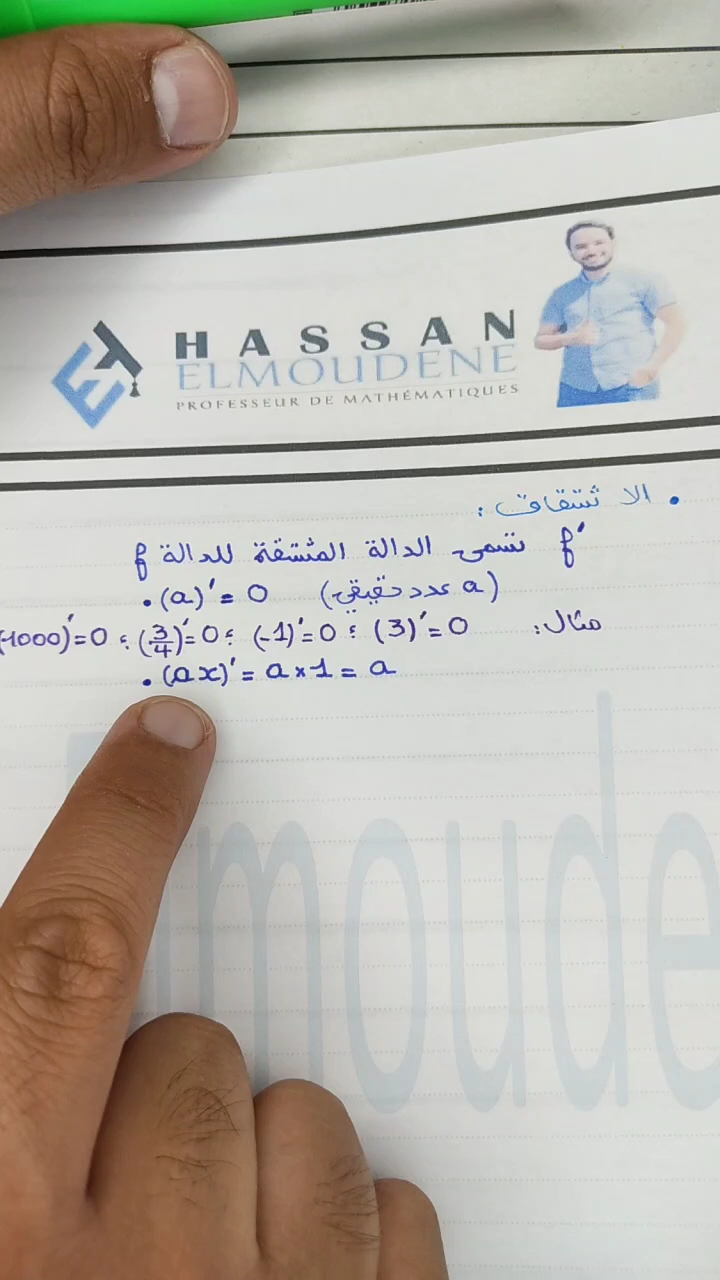 HASSAN
ELMOUDENE
PROFESSEUR DE MATHÉMATIQUES
• الاشتقاق :
f' تسمى الدالة المشتقة للدالة f
• (a)' = 0 (a عدد حقيقي)
مثال: (3)' = 0 ؛ (-1)' = 0 ؛ (3/4)' = 0 ؛ 1000)' = 0
• (ax)' = a × 1 = a
moude